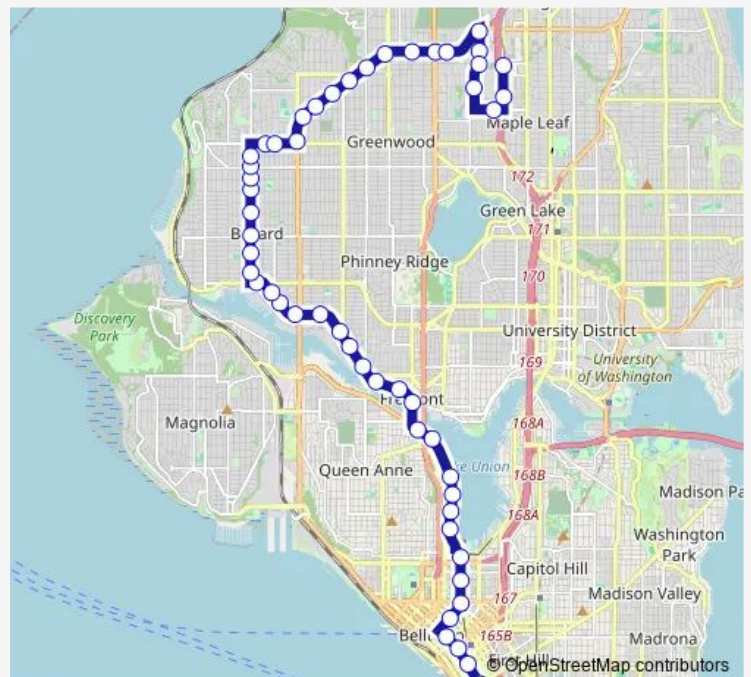 Maple Leaf
Greenwood
172
Green Lake
171
Phinney Ridge
170
Discovery
Park
University District
University
of Washington
169
Magnolia
168A
Queen Anne
168B
Madison Pa
168A
Washington
Park
Capitol Hill
167
Madison Valley
165B
Madrona
© OpenStreetMap contributors